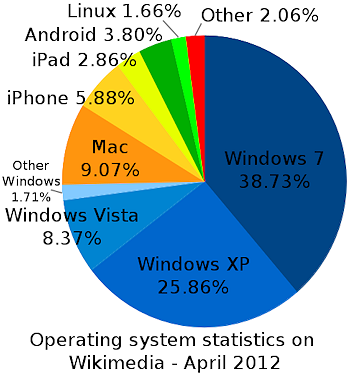 Linux 1.66%
Other 2.06%
Android 3.80%
iPad 2.86%
iPhone 5.88%
Mac
9.07%
Windows 7
38.73%
Other
Windows
1.71%
Windows Vista
8.37%
Windows XP
25.86%
Operating system statistics on
Wikimedia - April 2012